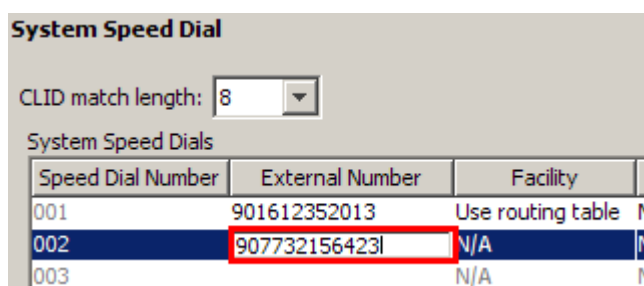 System Speed Dial
CLID match length: 8
System Speed Dials
Speed Dial Number External Number Facility
001 901612352013 Use routing table
002 907732156423 N/A
003 N/A